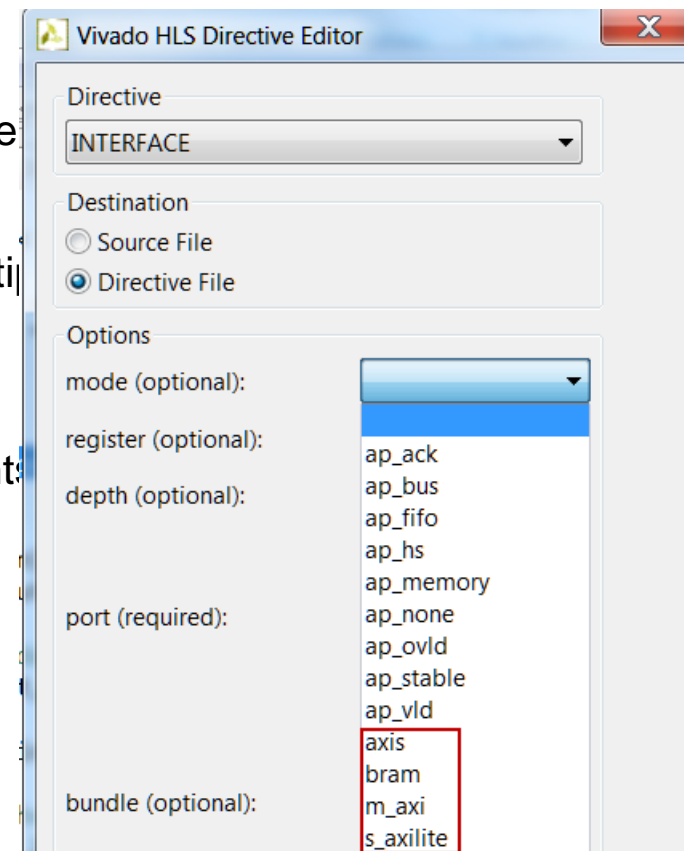 Vivado HLS Directive Editor
Directive
INTERFACE
Destination
Source File
Directive File
Options
mode (optional):
register (optional):
ap_ack
depth (optional):
ap_bus
ap_fifo
ap_hs
ap_memory
port (required):
ap_none
ap_ovld
ap_stable
ap_vld
axis
bram
bundle (optional):
m_axi
s_axilite